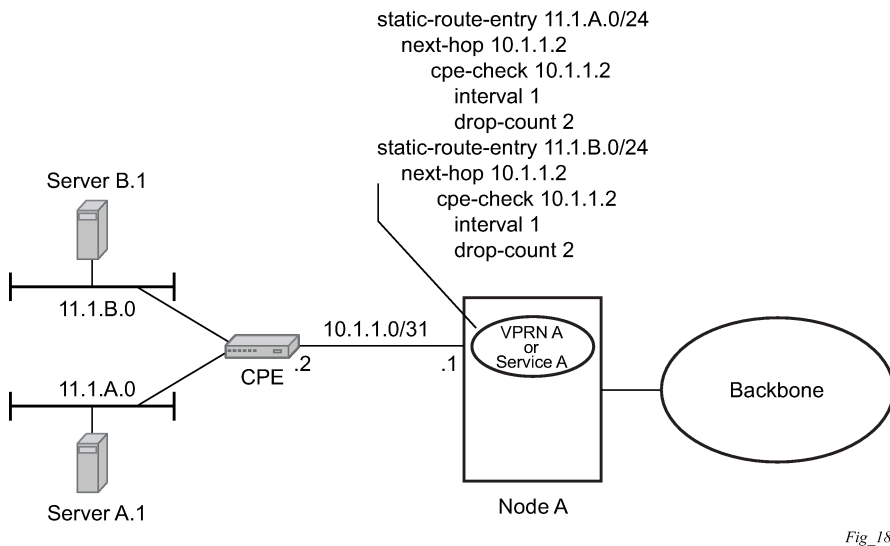 static-route-entry 11.1.A.0/24
next-hop 10.1.1.2
cpe-check 10.1.1.2
interval 1
drop-count 2
static-route-entry 11.1.B.0/24
next-hop 10.1.1.2
cpe-check 10.1.1.2
interval 1
drop-count 2
Server B.1
11.1.B.0
10.1.1.0/31
VPRN A
or
Service A
.2
.1
CPE
11.1.A.0
Backbone
Server A.1
Node A
Fig_18